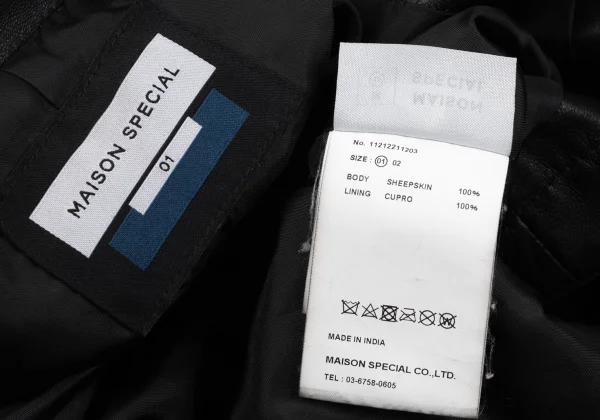 MAISON SPECIAL
01
MAISON
SPECIAL
No. 11212211203
SIZE : 01 02
BODY SHEEPSKIN 100%
LINING CUPRO 100%
MADE IN INDIA
MAISON SPECIAL CO.,LTD.
TEL : 03-6758-0605